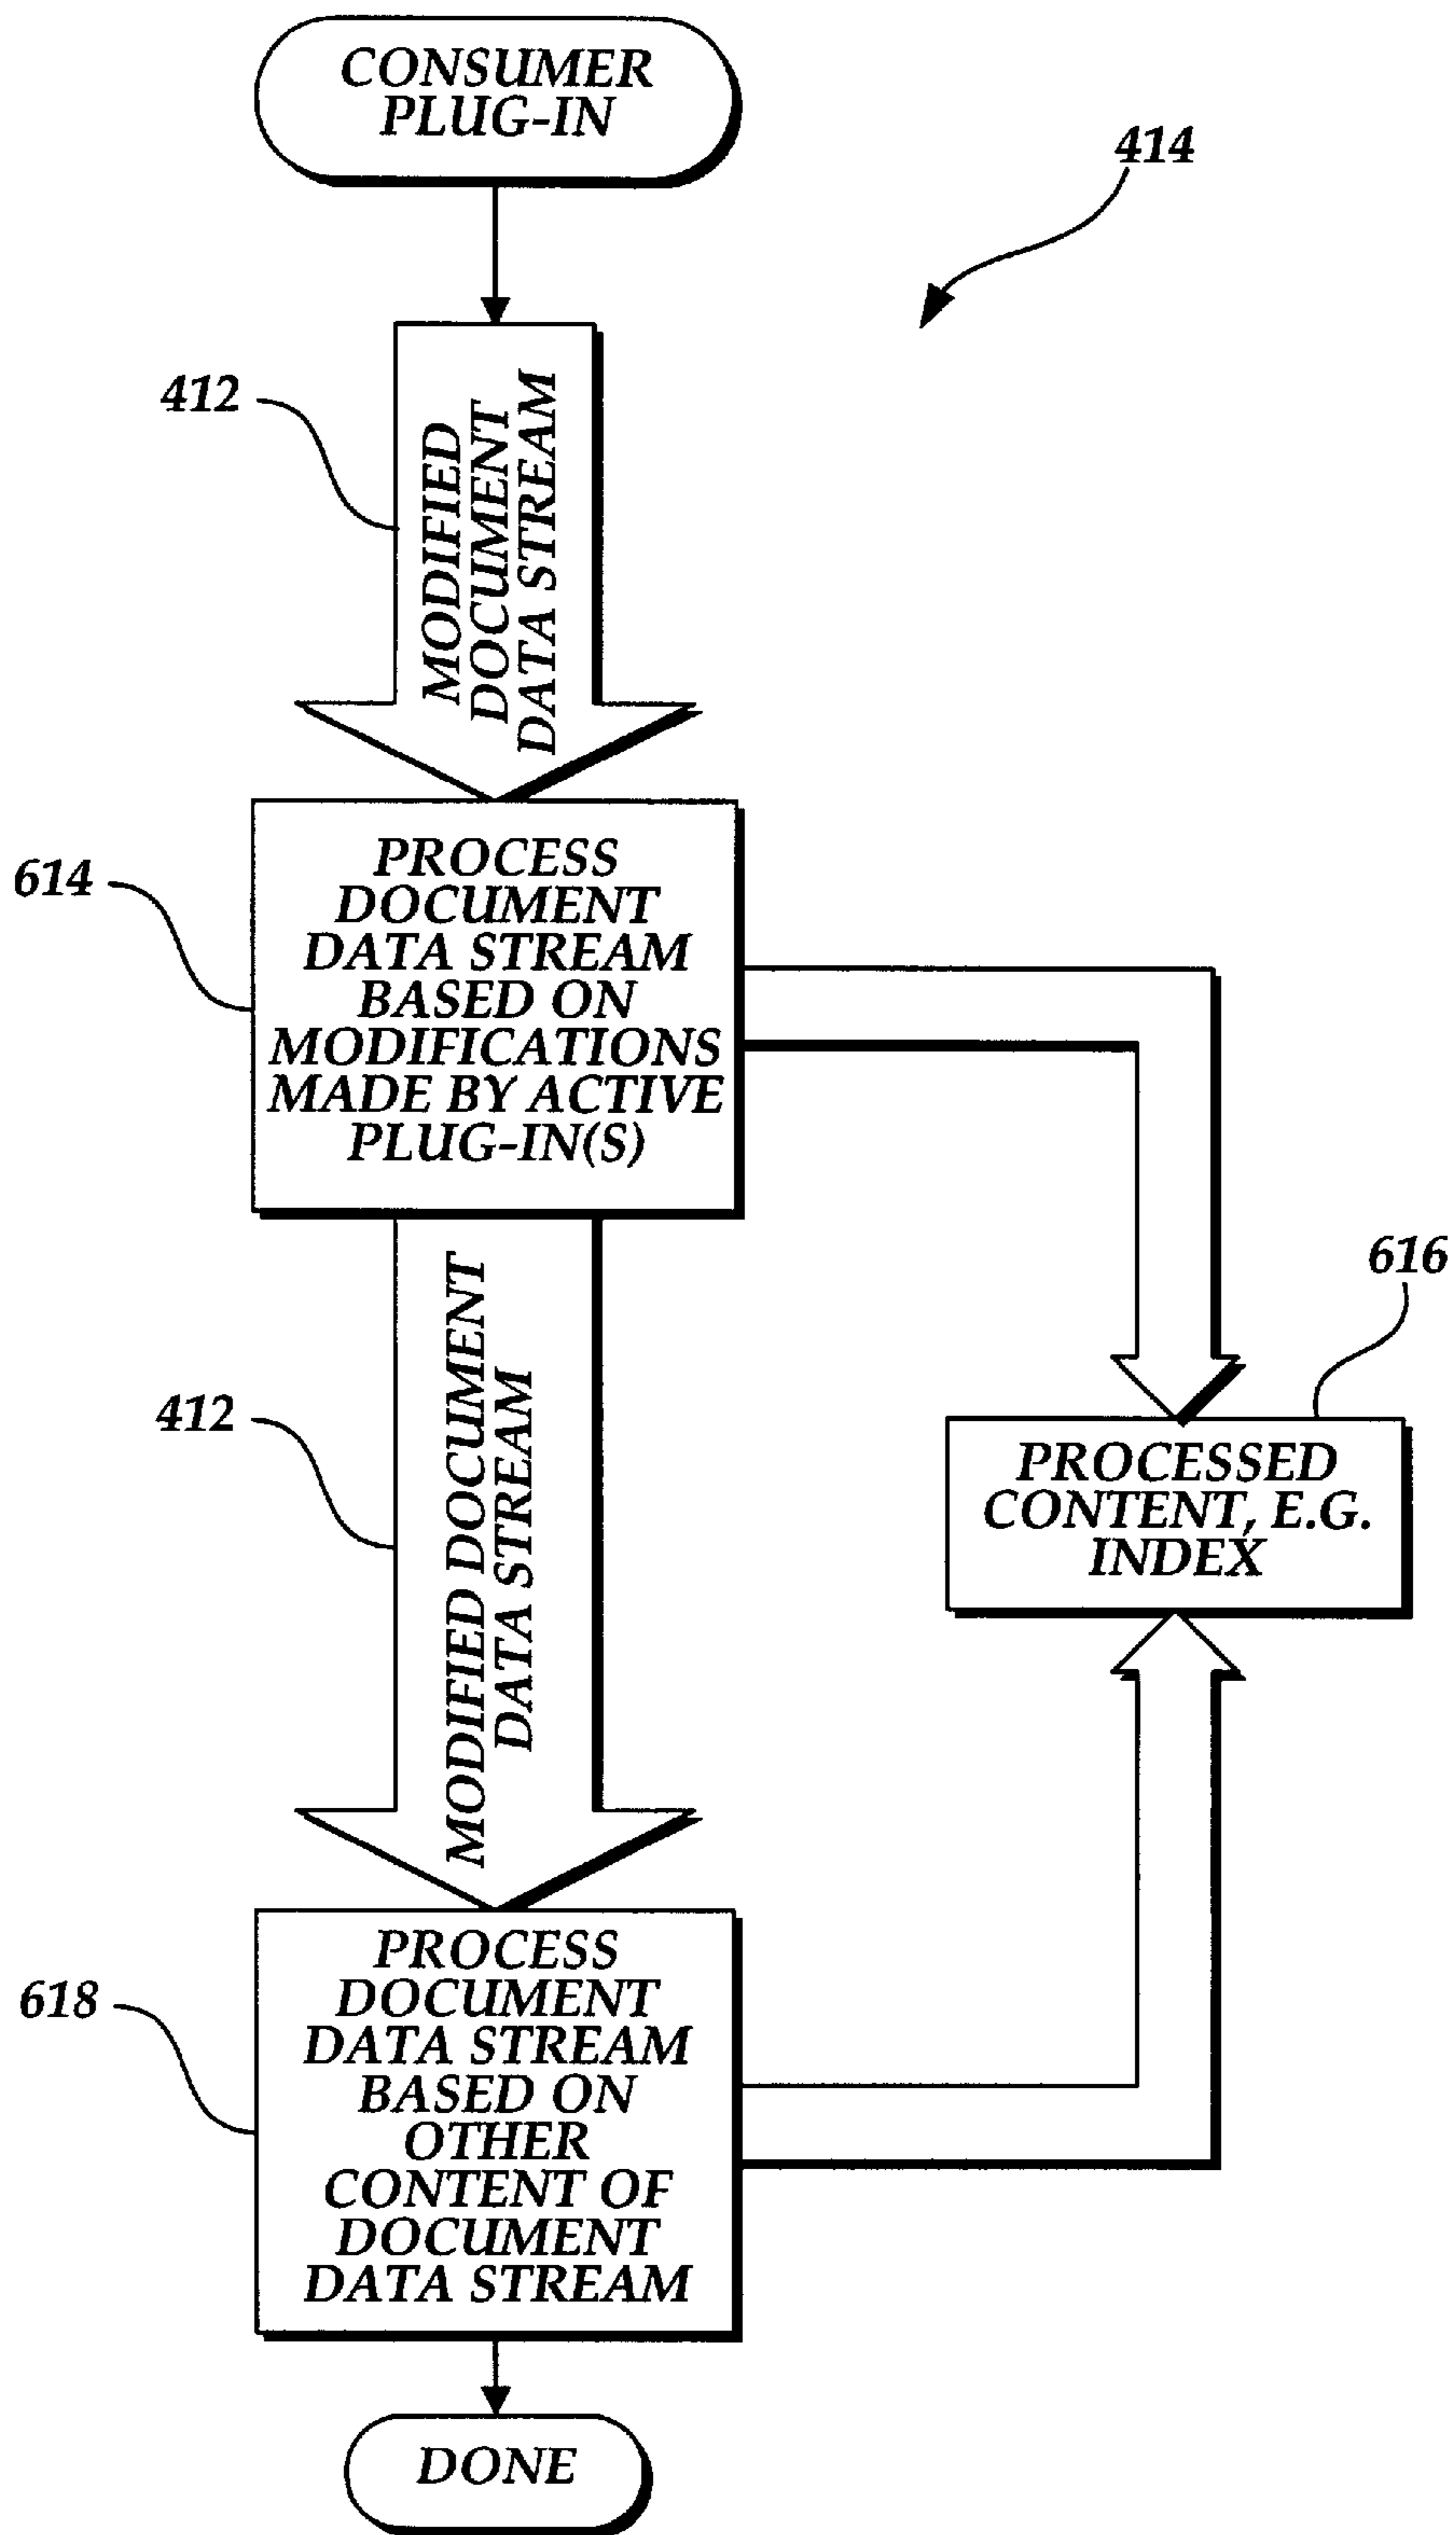 CONSUMER
PLUG-IN
414
412
MODIFIED
DOCUMENT
DATA STREAM
614
PROCESS
DOCUMENT
DATA STREAM
BASED ON
MODIFICATIONS
MADE BY ACTIVE
PLUG-IN(S)
616
412
MODIFIED DOCUMENT
DATA STREAM
PROCESSED
CONTENT, E.G.
INDEX
618
PROCESS
DOCUMENT
DATA STREAM
BASED ON
OTHER
CONTENT OF
DOCUMENT
DATA STREAM
DONE